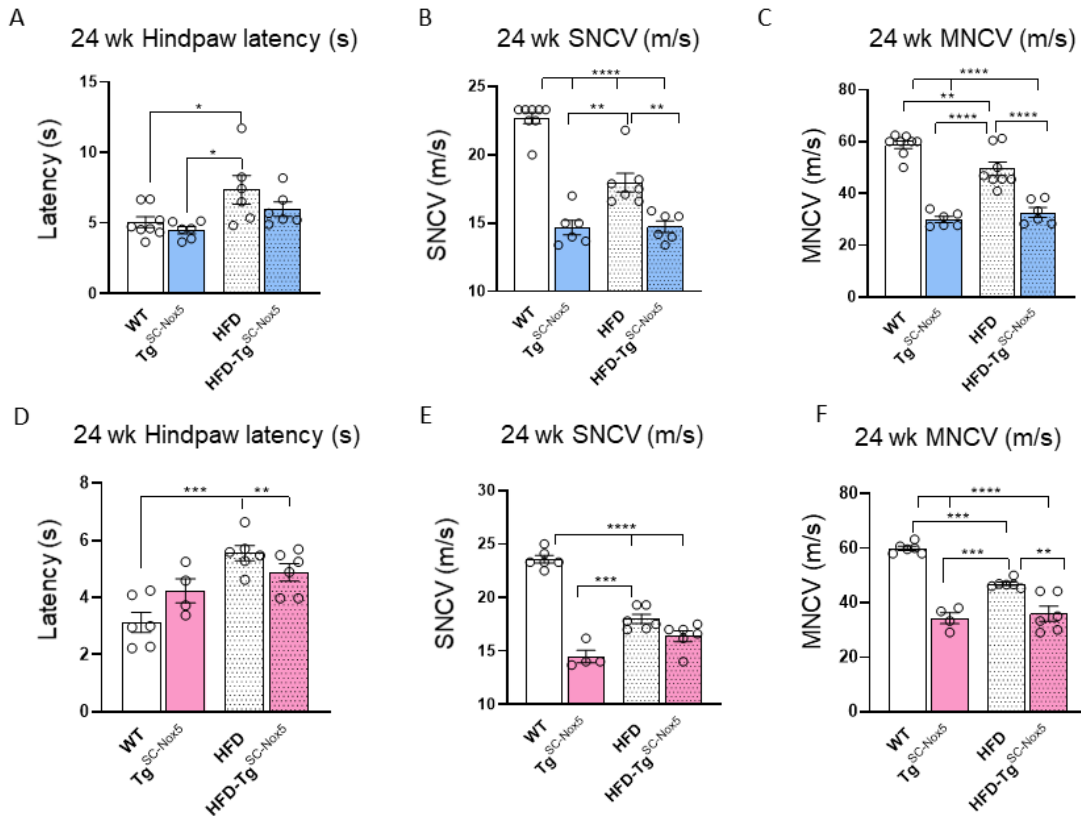 A
24 wk Hindpaw latency (s)
Latency (s)
15
10
5
0
*
*
WT
Tg^SC-Nox5
HFD
HFD-Tg^SC-Nox5
B
24 wk SNCV (m/s)
SNCV (m/s)
25
20
15
10
****
**
**
WT
Tg^SC-Nox5
HFD
HFD-Tg^SC-Nox5
C
24 wk MNCV (m/s)
MNCV (m/s)
80
60
40
20
0
****
**
****
****
WT
Tg^SC-Nox5
HFD
HFD-Tg^SC-Nox5
D
24 wk Hindpaw latency (s)
Latency (s)
8
6
4
2
0
***
**
WT
Tg^SC-Nox5
HFD
HFD-Tg^SC-Nox5
E
24 wk SNCV (m/s)
SNCV (m/s)
30
25
20
15
10
****
***
WT
Tg^SC-Nox5
HFD
HFD-Tg^SC-Nox5
F
24 wk MNCV (m/s)
MNCV (m/s)
80
60
40
20
0
****
***
***
**
WT
Tg^SC-Nox5
HFD
HFD-Tg^SC-Nox5